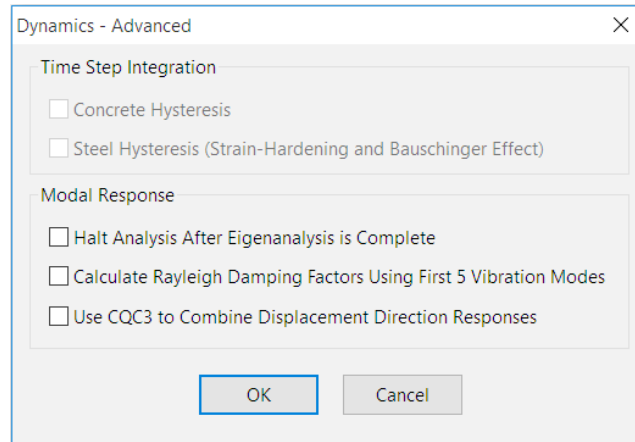 Dynamics - Advanced
Time Step Integration
Concrete Hysteresis
Steel Hysteresis (Strain-Hardening and Bauschinger Effect)
Modal Response
Halt Analysis After Eigenanalysis is Complete
Calculate Rayleigh Damping Factors Using First 5 Vibration Modes
Use CQC3 to Combine Displacement Direction Responses
OK
Cancel